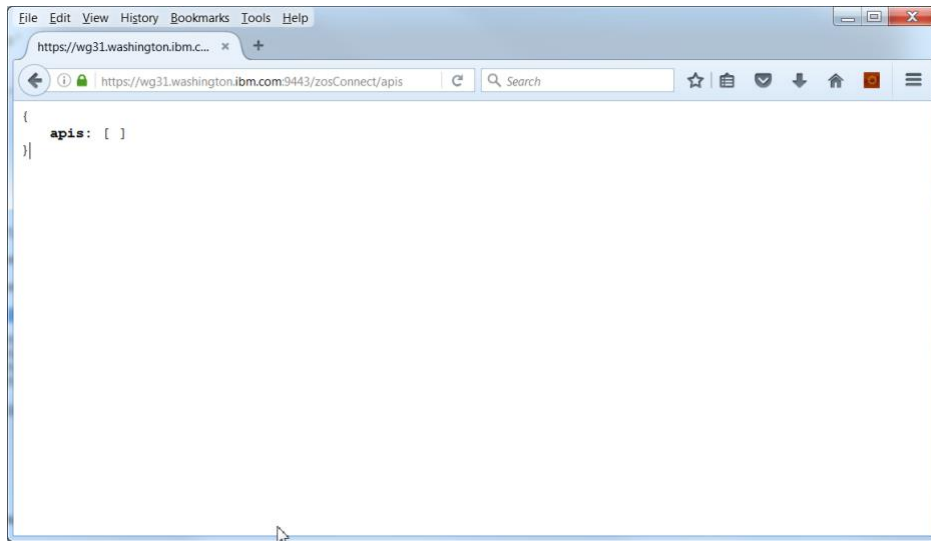 File Edit View History Bookmarks Tools Help
https://wg31.washington.ibm.c... × +
https://wg31.washington.ibm.com:9443/zosConnect/apis Search
{
apis: [ ]
}